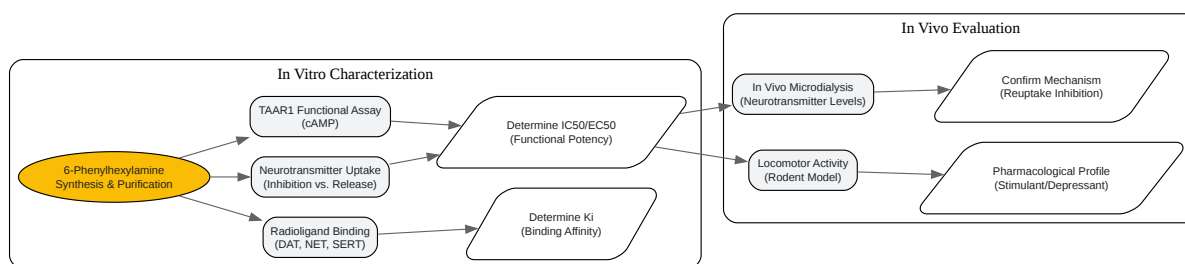 In Vitro Characterization
6-Phenylhexylamine
Synthesis & Purification
TAAR1 Functional Assay
(cAMP)
Neurotransmitter Uptake
(Inhibition vs. Release)
Radioligand Binding
(DAT, NET, SERT)
Determine IC50/EC50
(Functional Potency)
Determine Ki
(Binding Affinity)
In Vivo Evaluation
In Vivo Microdialysis
(Neurotransmitter Levels)
Locomotor Activity
(Rodent Model)
Confirm Mechanism
(Reuptake Inhibition)
Pharmacological Profile
(Stimulant/Depressant)